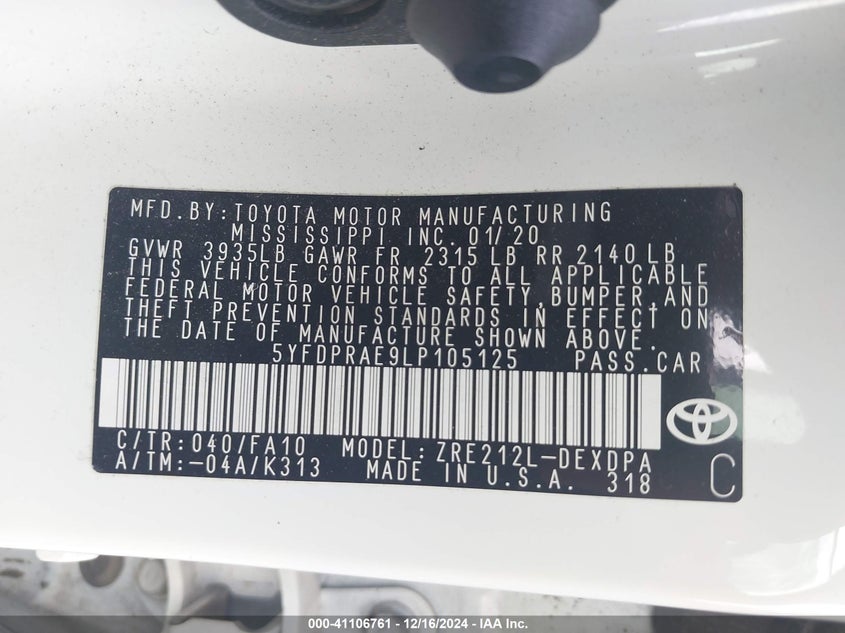 MFD.BY:TOYOTA MOTOR MANUFACTURING
MISSISSIPPI INC. 01/20
GVWR 3935LB GAWR FR 2315 LB RR 2140 LB
THIS VEHICLE CONFORMS TO ALL APPLICABLE
FEDERAL MOTOR VEHICLE SAFETY,BUMPER,AND
THEFT PREVENTION STANDARDS IN EFFECT ON
THE DATE OF MANUFACTURE SHOWN ABOVE.
5YFDPRAE9LP105125 PASS.CAR
C/TR:040/FA10 MODEL:ZRE212L-DEXDPA
A/TM:-04A/K313 MADE IN U.S.A. 318 C
000-41106761 - 12/16/2024 - IAA Inc.